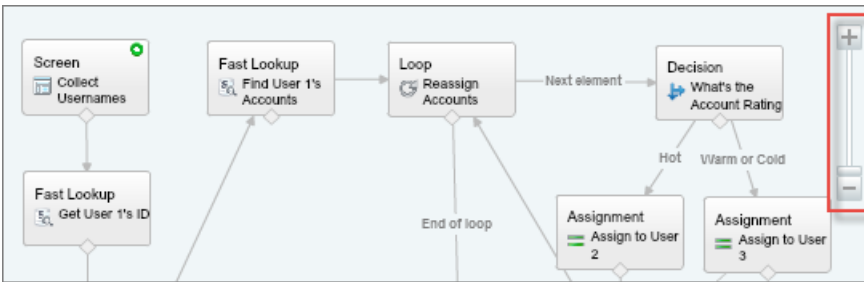 Screen
Collect
Usernames
Fast Lookup
Find User 1's
Accounts
Loop
Reassign
Accounts
Next element
Decision
What's the
Account Rating
Hot
Warm or Cold
Fast Lookup
Get User 1's ID
End of loop
Assignment
Assign to User
2
Assignment
Assign to User
3